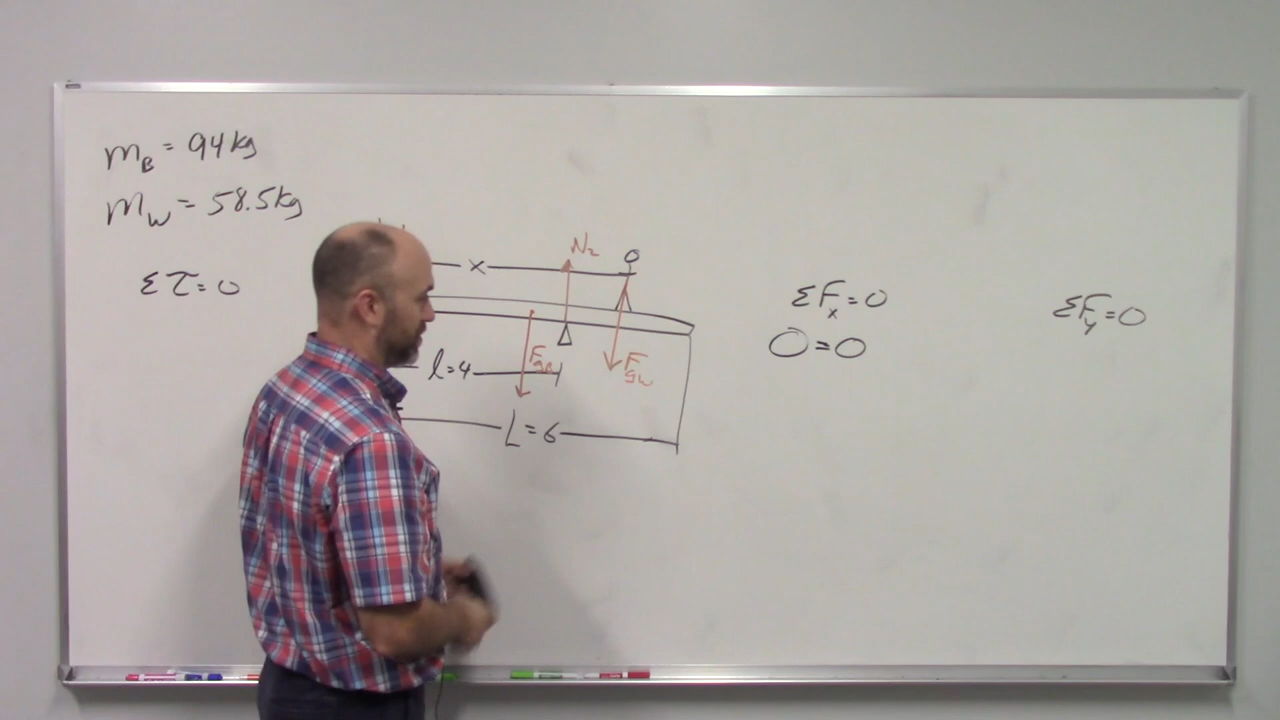 m_B = 94 kg
m_W = 58.5 kg
Στ = 0
N₂
x
ΣF_x = 0
ΣF_y = 0
0 = 0
l = 4
F_gB
F_gW
L = 6